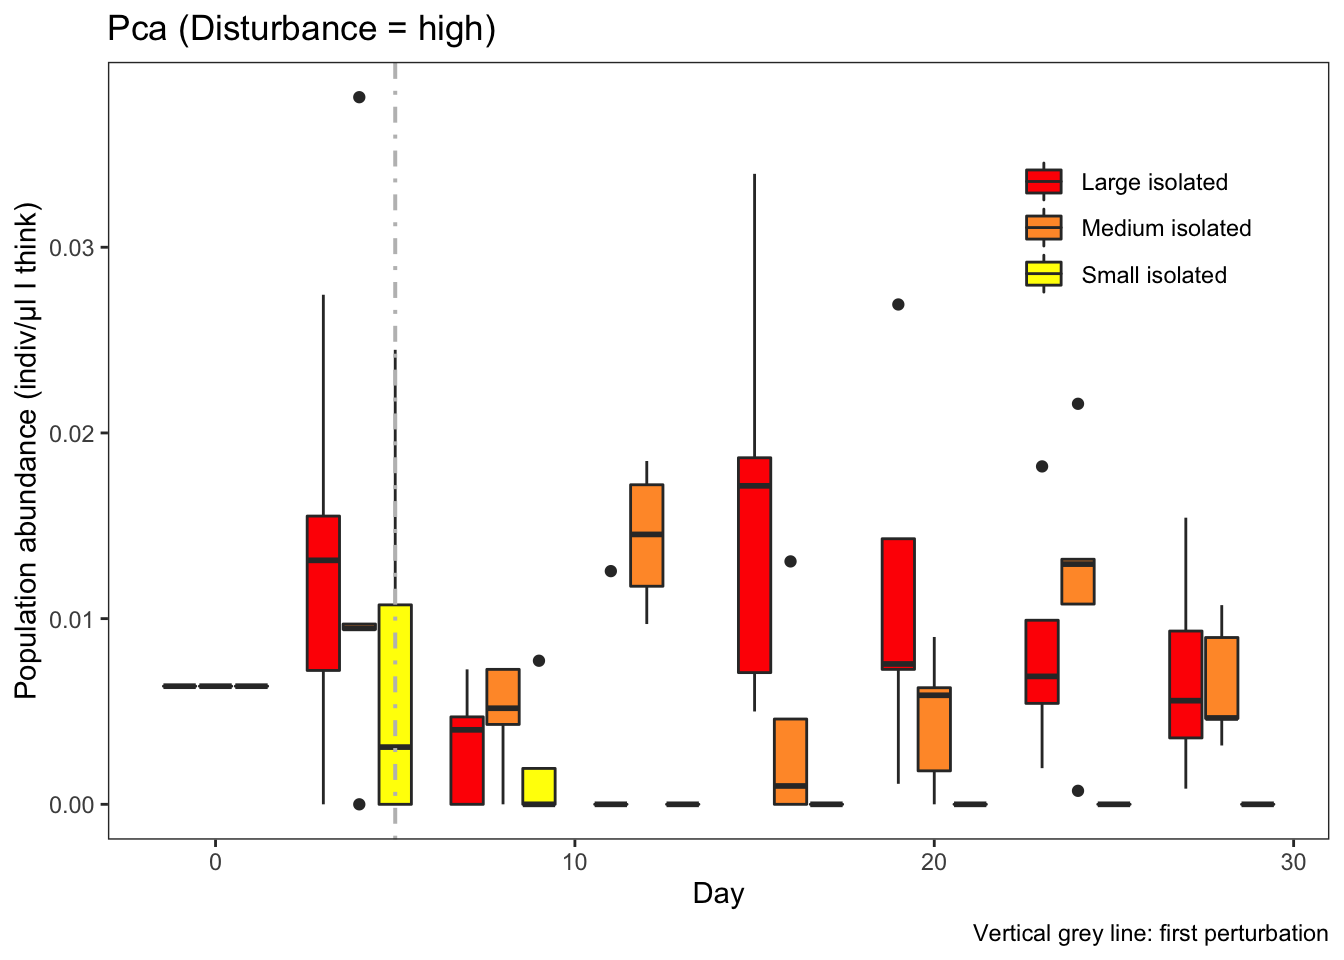 Pca (Disturbance = high)
Population abundance (indiv/µl I think)
0.03
0.02
0.01
0.00
Large isolated
Medium isolated
Small isolated
0
10
20
30
Day
Vertical grey line: first perturbation